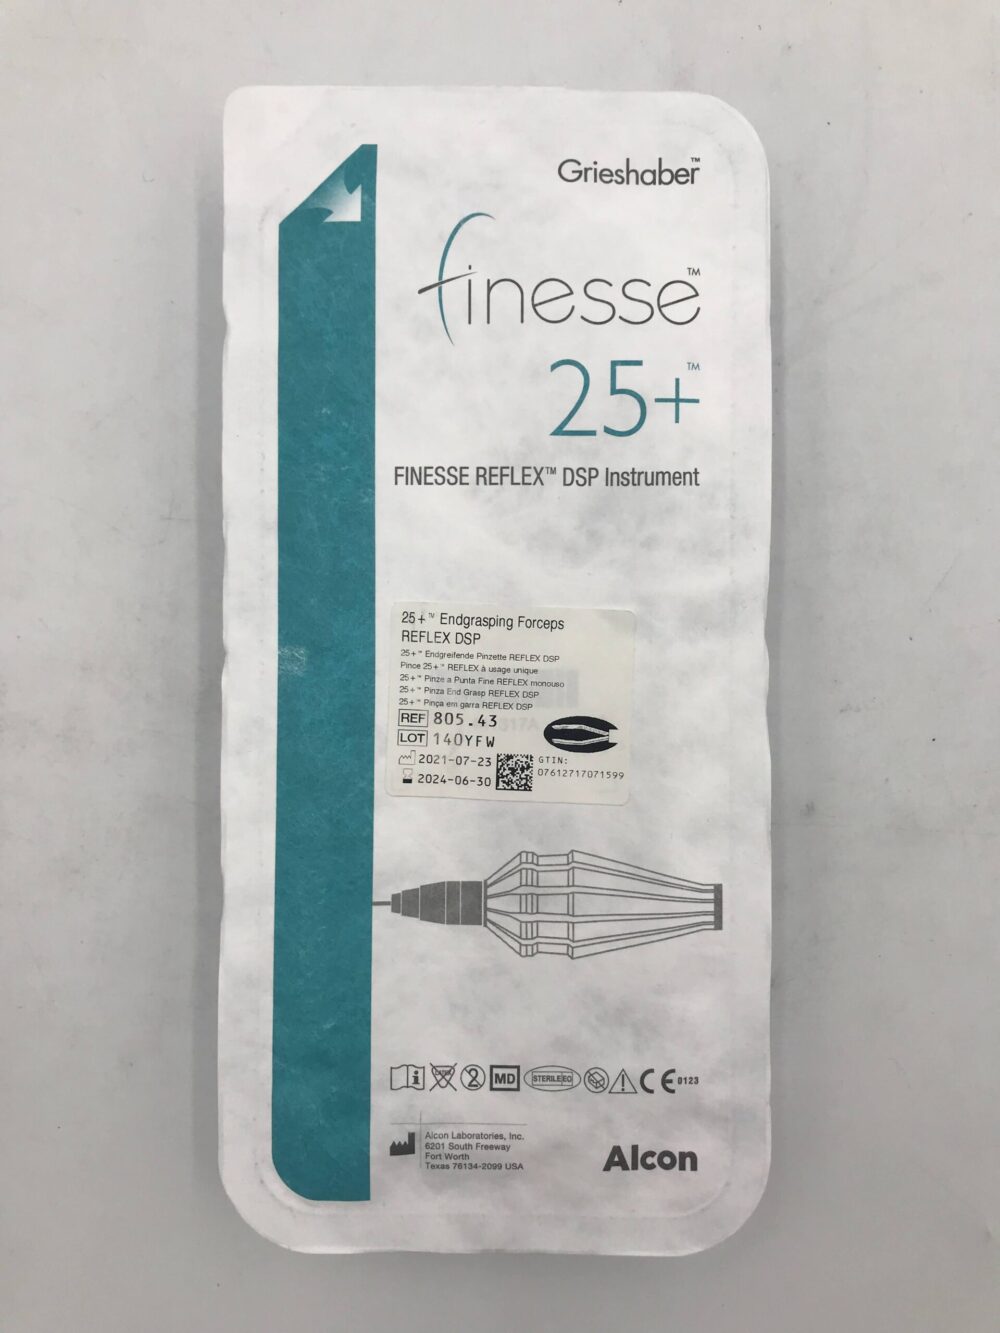 Grieshaber™
finesse™
25+™
FINESSE REFLEX™ DSP Instrument
25+™ Endgrasping Forceps
REFLEX DSP
25+™ Endgreifende Pinzette REFLEX DSP
Pince 25+™ REFLEX à usage unique
25+™ Pinze a Punta Fine REFLEX monouso
25+™ Pinza End Grasp REFLEX DSP
25+™ Pinça em garra REFLEX DSP
REF 805.43
LOT 140YFW
2021-07-23 GTIN:
2024-06-30 07612717071599
LATEX 2 MD STERILE EO CE 0123
Alcon Laboratories, Inc.
6201 South Freeway
Fort Worth
Texas 76134-2099 USA
Alcon